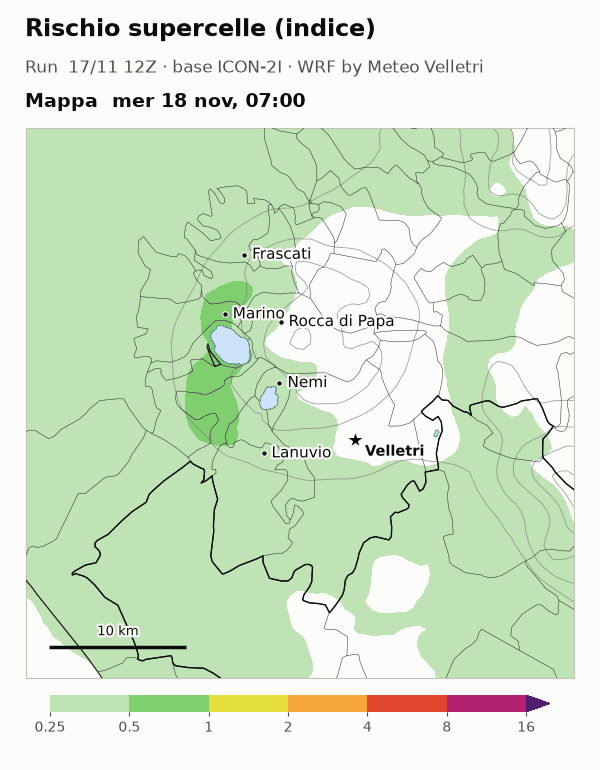 Rischio supercelle (indice)
Run  17/11 12Z · base ICON-2I · WRF by Meteo Velletri
Mappa  mer 18 nov, 07:00
Frascati
Marino
Rocca di Papa
Nemi
Velletri
Lanuvio
10 km
0.25 0.5 1 2 4 8 16